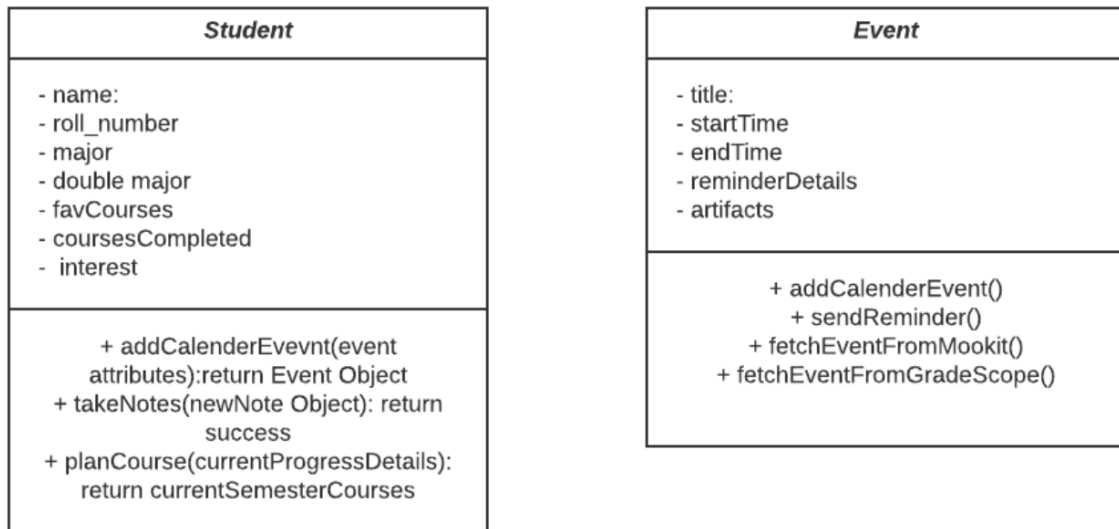 Student
- name:
- roll_number
- major
- double major
- favCourses
- coursesCompleted
- interest
+ addCalenderEvevnt(event
attributes):return Event Object
+ takeNotes(newNote Object): return
success
+ planCourse(currentProgressDetails):
return currentSemesterCourses
Event
- title:
- startTime
- endTime
- reminderDetails
- artifacts
+ addCalenderEvent()
+ sendReminder()
+ fetchEventFromMookit()
+ fetchEventFromGradeScope()